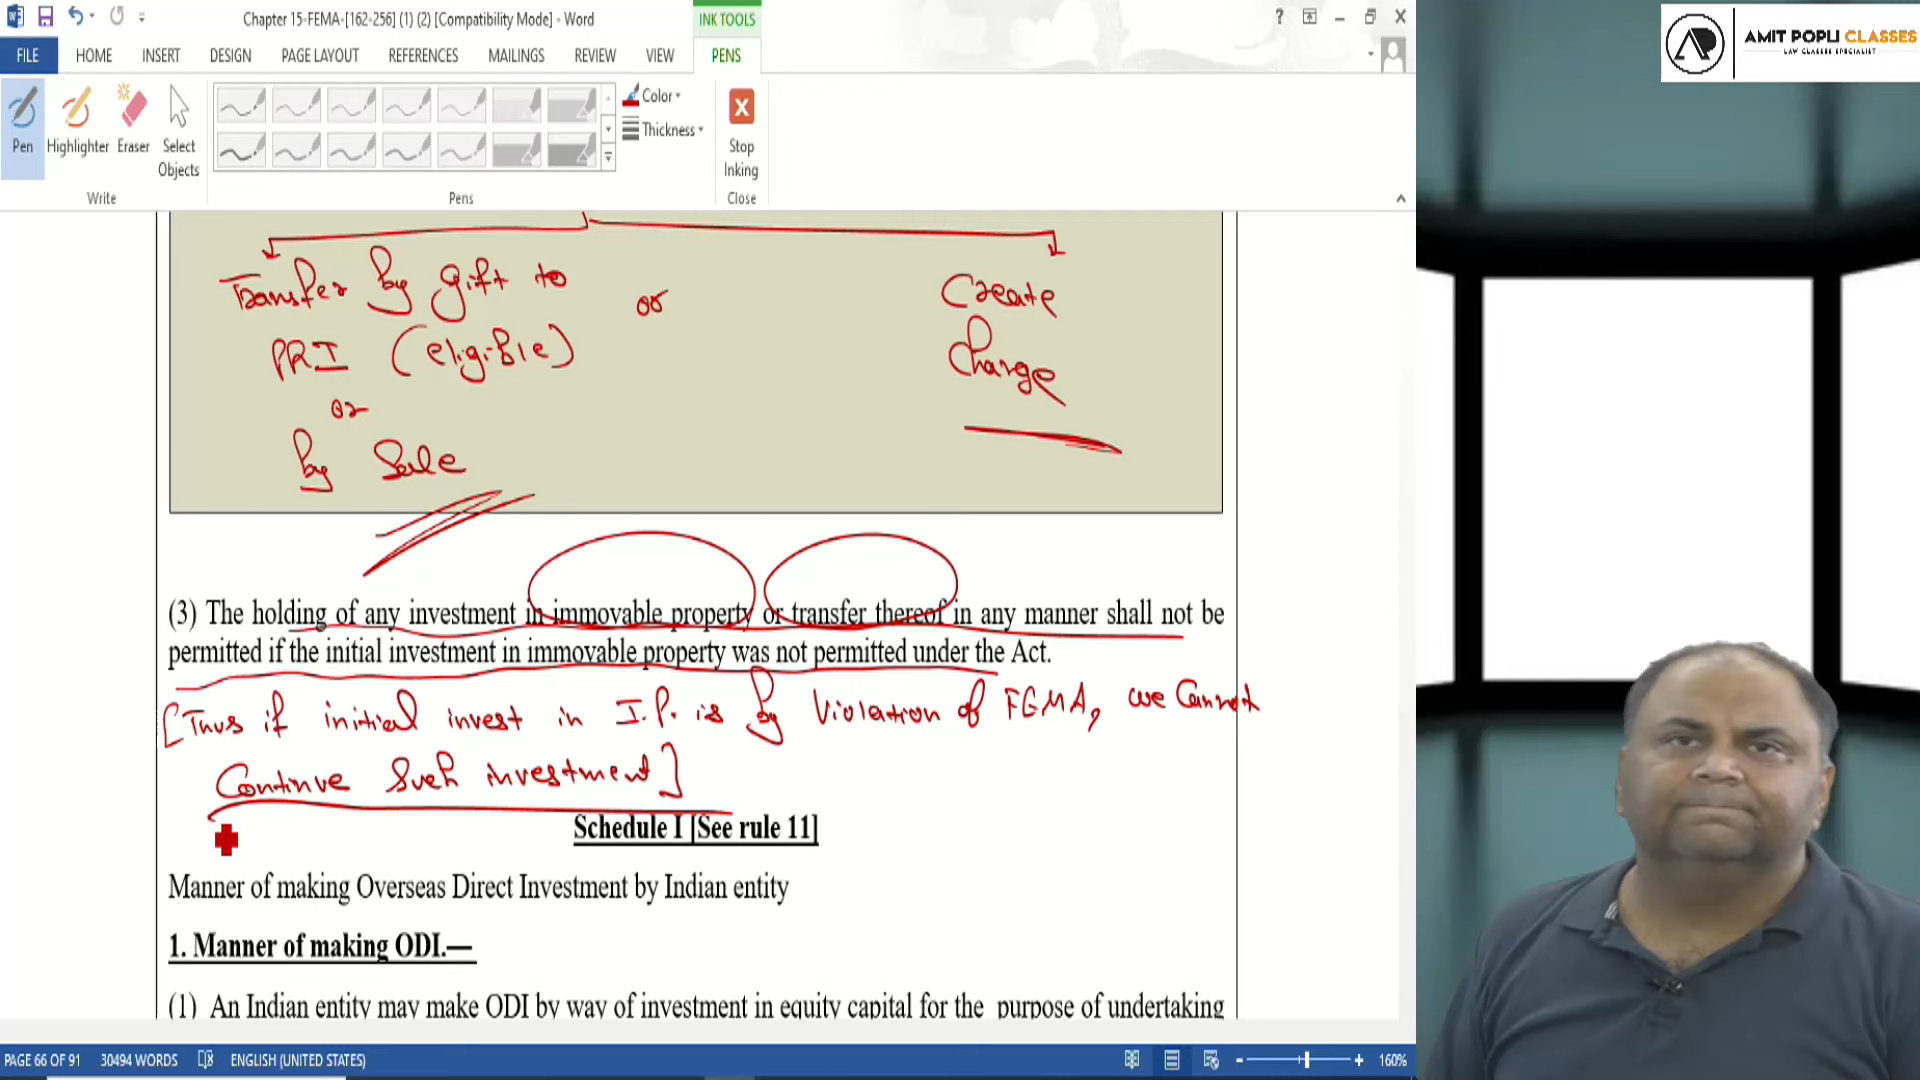 Chapter 15-FEMA-[162-256] (1) (2) [Compatibility Mode] - Word
INK TOOLS
FILE HOME INSERT DESIGN PAGE LAYOUT REFERENCES MAILINGS REVIEW VIEW PENS
AMIT POPLI CLASSES
LAW CLASSES SPECIALIST
Pen Highlighter Eraser Select Objects
Color
Thickness
Stop Inking
Write Pens Close
Transfer by gift to
PRI (eligible)
or
by Sale
or
Create
Charge
(3) The holding of any investment in immovable property or transfer thereof in any manner shall not be
permitted if the initial investment in immovable property was not permitted under the Act.
[Thus if initial invest in I.P. is by violation of FEMA, we cannot
Continue Such investment]
Schedule I [See rule 11]
Manner of making Overseas Direct Investment by Indian entity
1. Manner of making ODI.—
(1) An Indian entity may make ODI by way of investment in equity capital for the purpose of undertaking
PAGE 66 OF 91 30494 WORDS ENGLISH (UNITED STATES) 160%